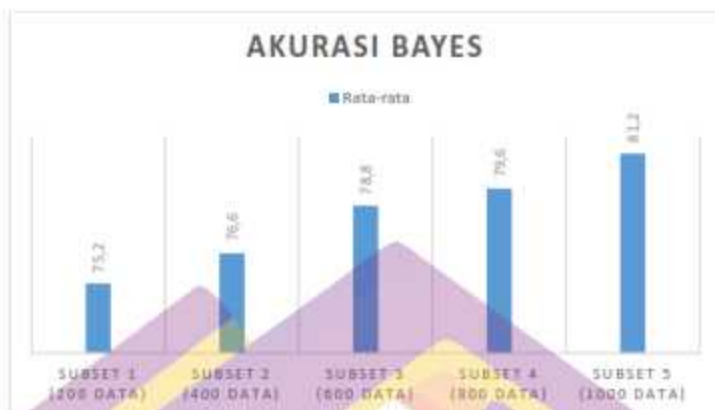 AKURASI BAYES
Rata-rata
75,2
76,6
78,8
79,6
81,2
SUBSET 1
(200 DATA)
SUBSET 2
(400 DATA)
SUBSET 3
(600 DATA)
SUBSET 4
(800 DATA)
SUBSET 5
(1000 DATA)